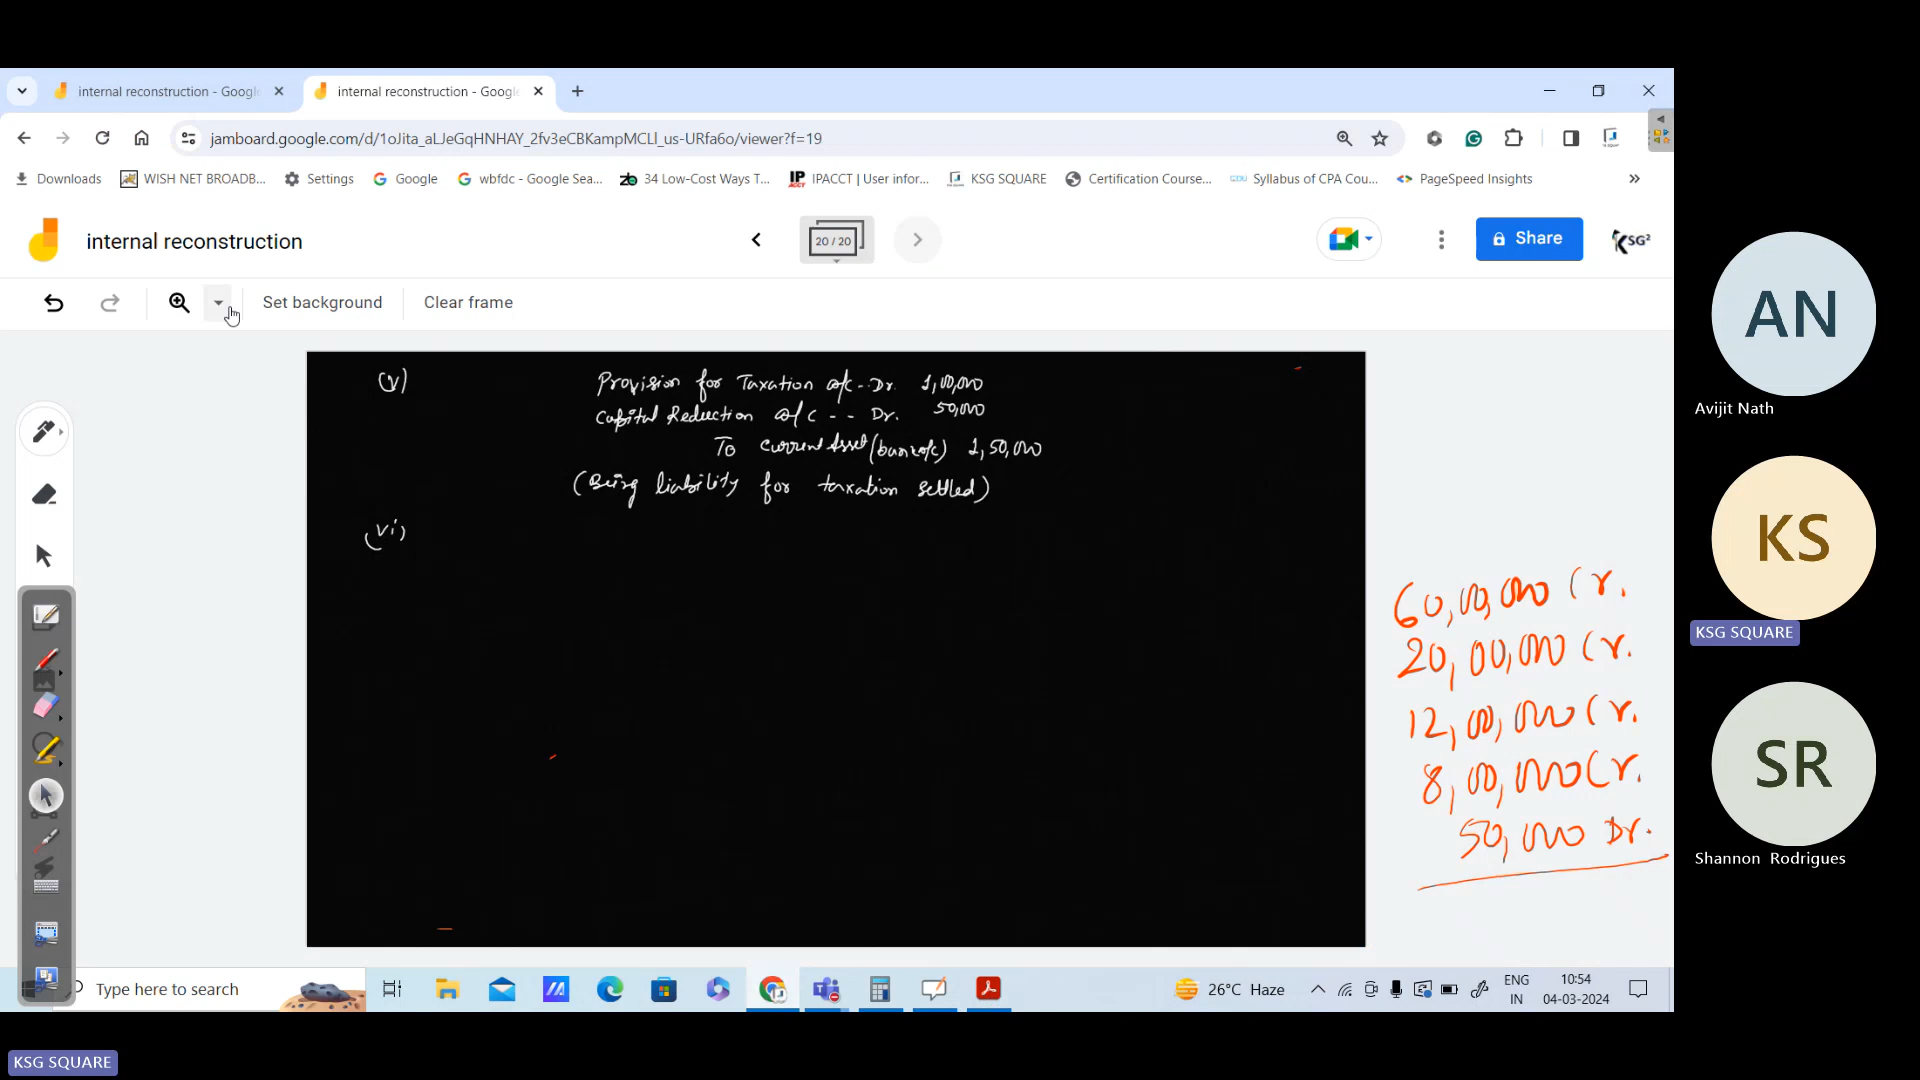 internal reconstruction - Googl
internal reconstruction - Google
jamboard.google.com/d/1oJita_aLJeGqHNHAY_2fv3eCBKampMCLl_us-URfa6o/viewer?f=19
Downloads
WISH NET BROADB...
Settings
Google
wbfdc - Google Sea...
34 Low-Cost Ways T...
IPACCT | User infor...
KSG SQUARE
Certification Course...
Syllabus of CPA Cou...
PageSpeed Insights
»
internal reconstruction
20 / 20
Share
KSG²
Set background
Clear frame
(v) Provision for Taxation a/c -- Dr. 1,00,000
Capital Reduction a/c -- Dr. 50,000
To current Asset (bank a/c) 1,50,000
(Being liability for taxation settled)
(vi)
60,00,000 Cr.
20,00,000 Cr.
12,00,000 Cr.
8,00,000 Cr.
50,000 Dr.
AN
Avijit Nath
KS
KSG SQUARE
SR
Shannon Rodrigues
Type here to search
26°C Haze
ENG
IN
10:54
04-03-2024
KSG SQUARE